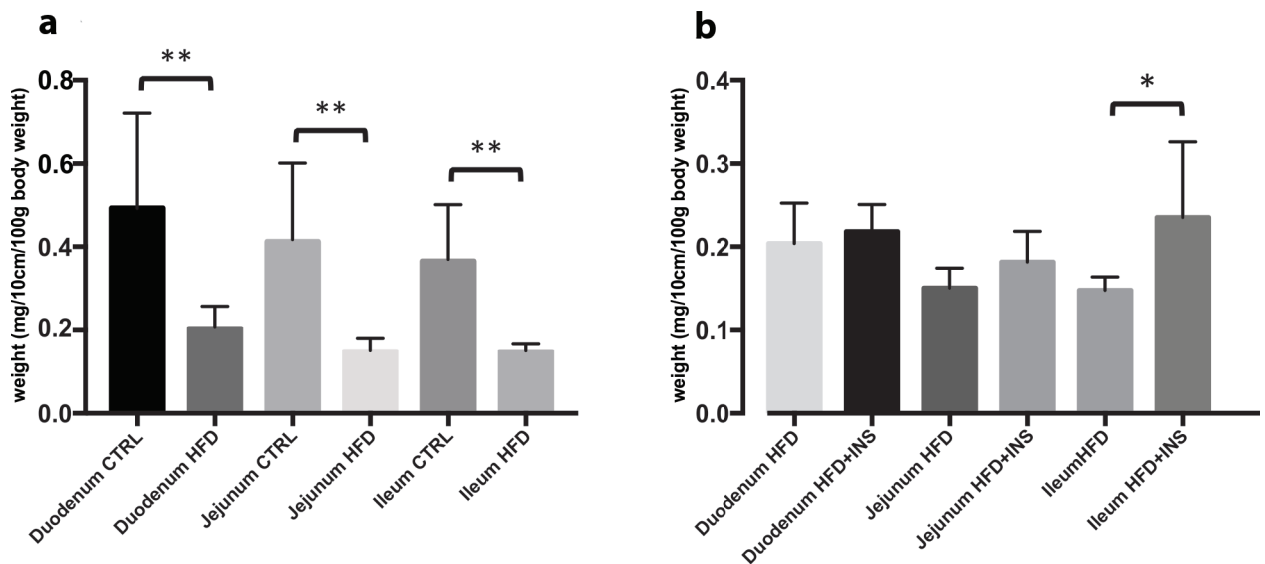 a
**
**
**
weight (mg/10cm/100g body weight)
0.8
0.6
0.4
0.2
0.0
Duodenum CTRL
Duodenum HFD
Jejunum CTRL
Jejunum HFD
Ileum CTRL
Ileum HFD
b
*
weight (mg/10cm/100g body weight)
0.4
0.3
0.2
0.1
0.0
Duodenum HFD
Duodenum HFD+INS
Jejunum HFD
Jejunum HFD+INS
IleumHFD
Ileum HFD+INS